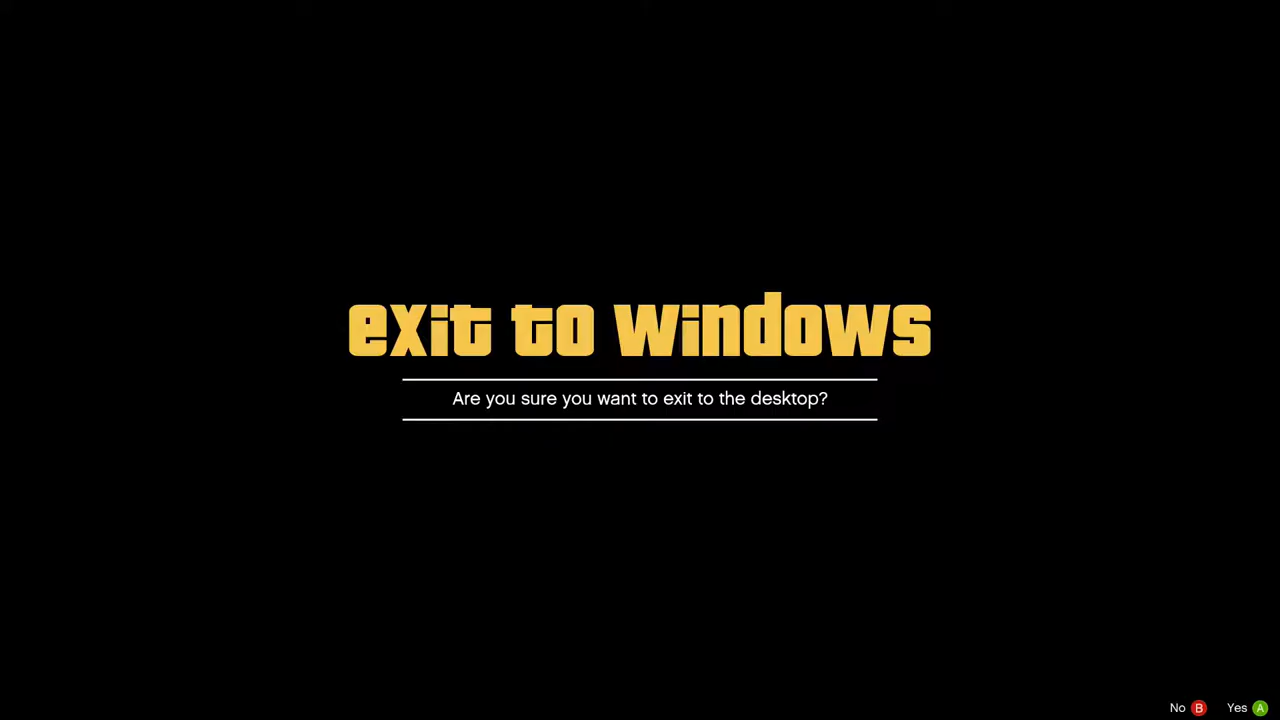 exit to windows
Are you sure you want to exit to the desktop?
No B Yes A